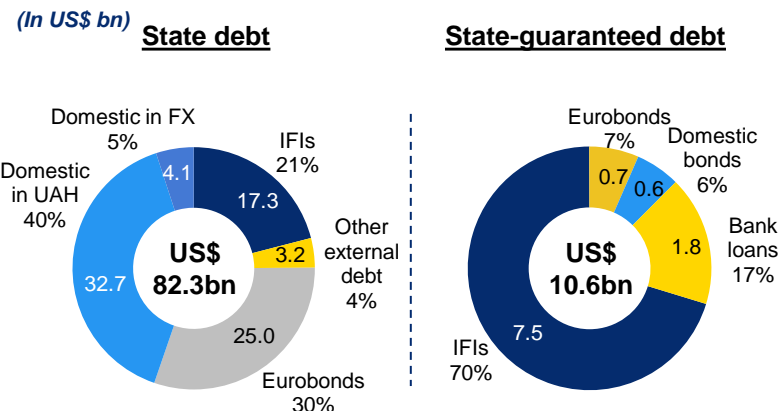 (In US$ bn)
State debt
Domestic in FX
5%
IFIs
21%
Domestic
in UAH
40%
Other
external
debt
4%
Eurobonds
30%
4.1
17.3
3.2
25.0
32.7
US$
82.3bn
State-guaranteed debt
Eurobonds
7%
Domestic
bonds
6%
Bank
loans
17%
IFIs
70%
0.7
0.6
1.8
7.5
US$
10.6bn